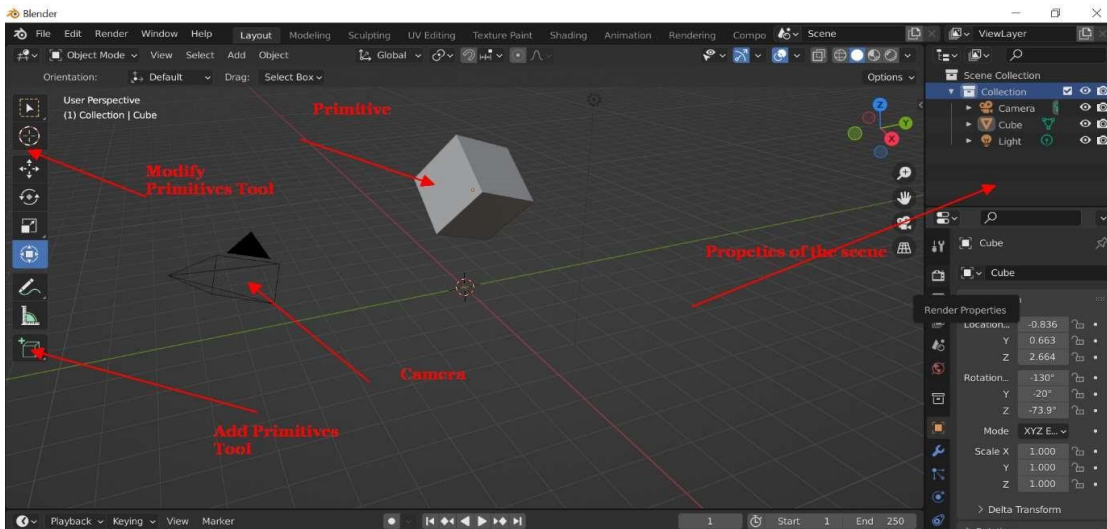 Blender
File Edit Render Window Help Layout Modeling Sculpting UV Editing Texture Paint Shading Animation Rendering Compo Scene ViewLayer
Object Mode View Select Add Object Global
Orientation: Default Drag: Select Box Options
User Perspective
(1) Collection | Cube
Primitive
Modify
Primitives Tool
Propeties of the scene
Camera
Add Primitives
Tool
Scene Collection
Collection
Camera
Cube
Light
Cube
Cube
Render Properties
Location... -0.836
Y 0.663
Z 2.664
Rotation... -130°
Y -20°
Z -73.9°
Mode XYZ E...
Scale X 1.000
Y 1.000
Z 1.000
Delta Transform
Playback Keying View Marker 1 Start 1 End 250